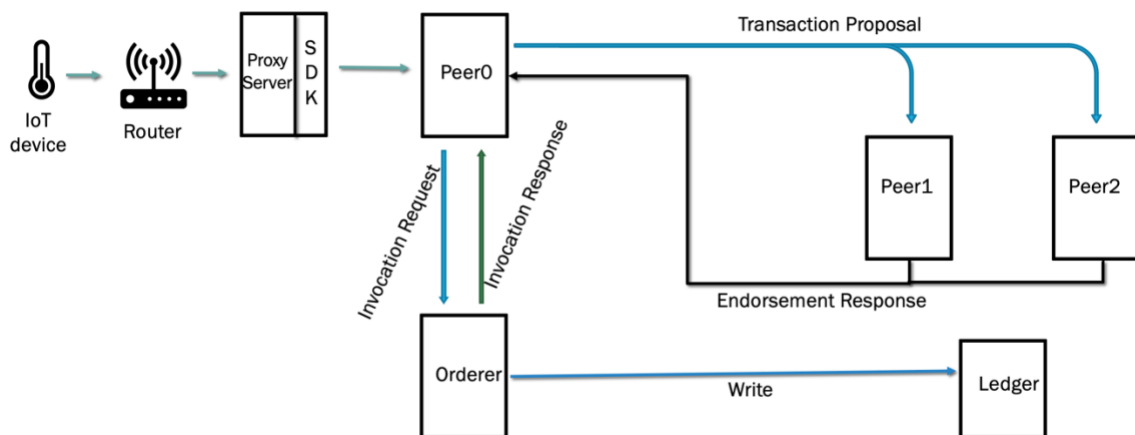 Transaction Proposal
Proxy
Server
S
D
K
Peer0
IoT
device
Router
Invocation Request
Invocation Response
Peer1
Peer2
Endorsement Response
Orderer
Write
Ledger